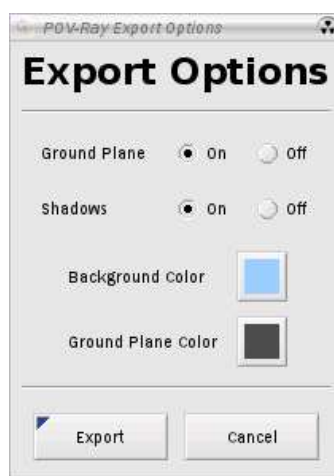 POV-Ray Export Options
Export Options
Ground Plane On Off
Shadows On Off
Background Color
Ground Plane Color
Export Cancel